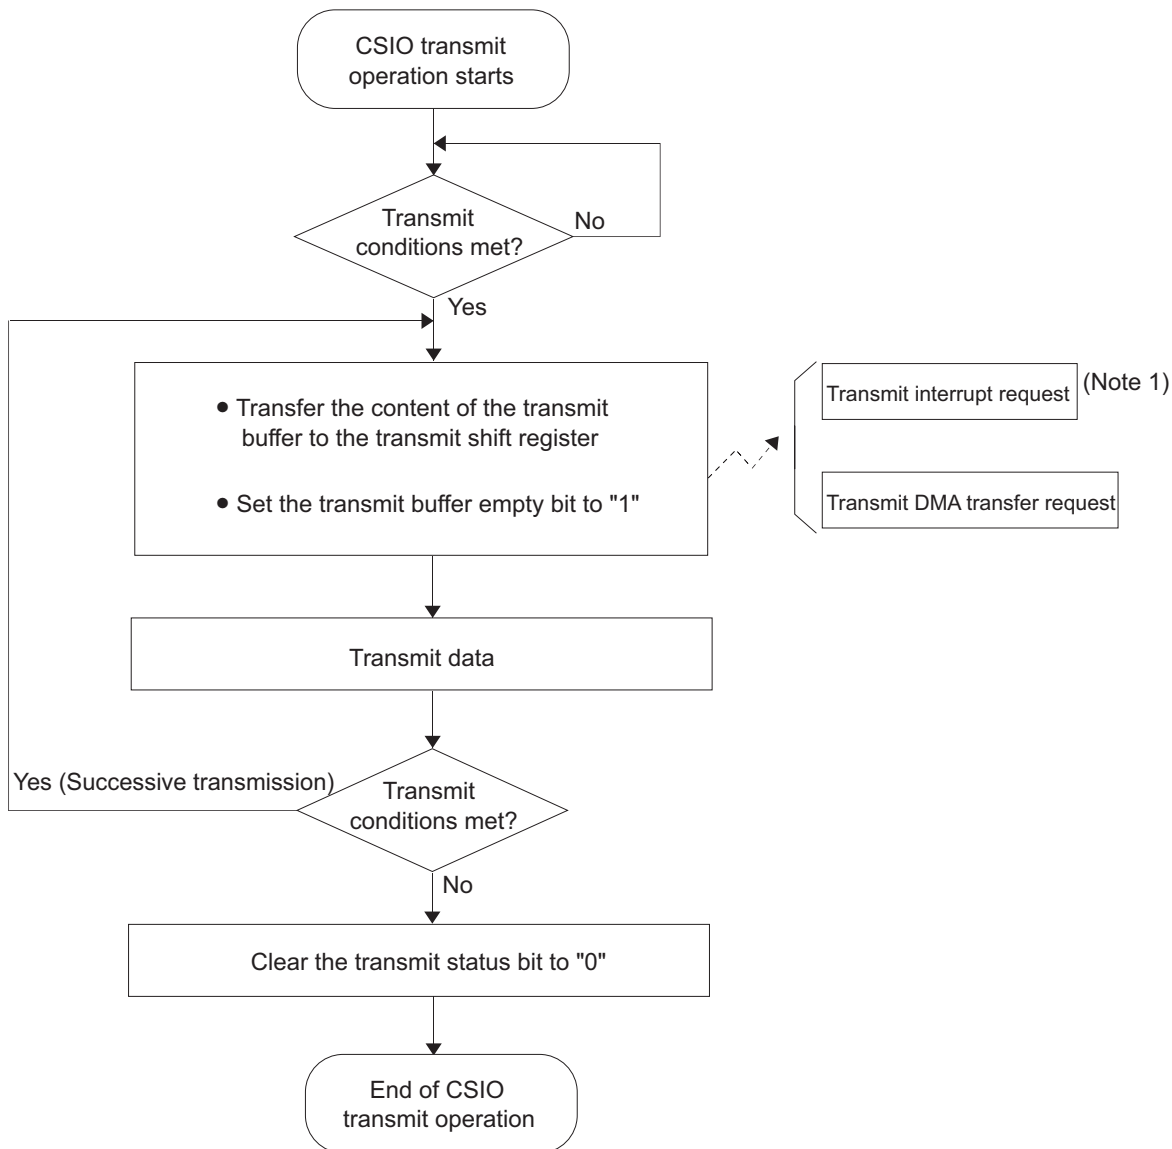 CSIO transmit
operation starts
Transmit
conditions met?
No
Yes
● Transfer the content of the transmit
buffer to the transmit shift register
● Set the transmit buffer empty bit to "1"
Transmit interrupt request
(Note 1)
Transmit DMA transfer request
Transmit data
Yes (Successive transmission)
Transmit
conditions met?
No
Clear the transmit status bit to "0"
End of CSIO
transmit operation